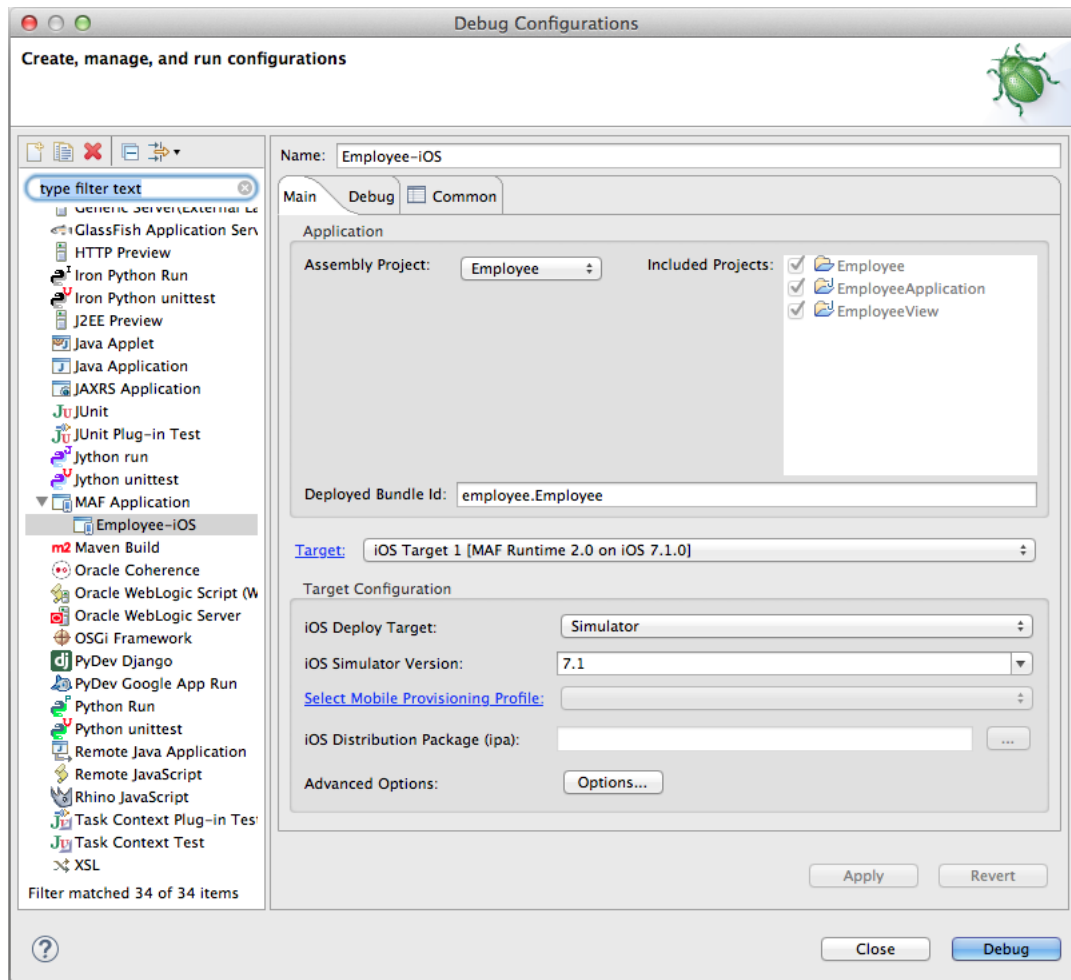 Debug Configurations
Create, manage, and run configurations
type filter text
Generic Server(External La
GlassFish Application Serv
HTTP Preview
Iron Python Run
Iron Python unittest
J2EE Preview
Java Applet
Java Application
JAXRS Application
JUnit
JUnit Plug-in Test
Jython run
Jython unittest
MAF Application
Employee-iOS
m2 Maven Build
Oracle Coherence
Oracle WebLogic Script (W
Oracle WebLogic Server
OSGi Framework
dj PyDev Django
PyDev Google App Run
Python Run
Python unittest
Remote Java Application
Remote JavaScript
Rhino JavaScript
Task Context Plug-in Test
Task Context Test
XSL
Filter matched 34 of 34 items
Name: Employee-iOS
Main Debug Common
Application
Assembly Project: Employee Included Projects: Employee
EmployeeApplication
EmployeeView
Deployed Bundle Id: employee.Employee
Target: iOS Target 1 [MAF Runtime 2.0 on iOS 7.1.0]
Target Configuration
iOS Deploy Target: Simulator
iOS Simulator Version: 7.1
Select Mobile Provisioning Profile:
iOS Distribution Package (ipa): ...
Advanced Options: Options...
Apply Revert
? Close Debug